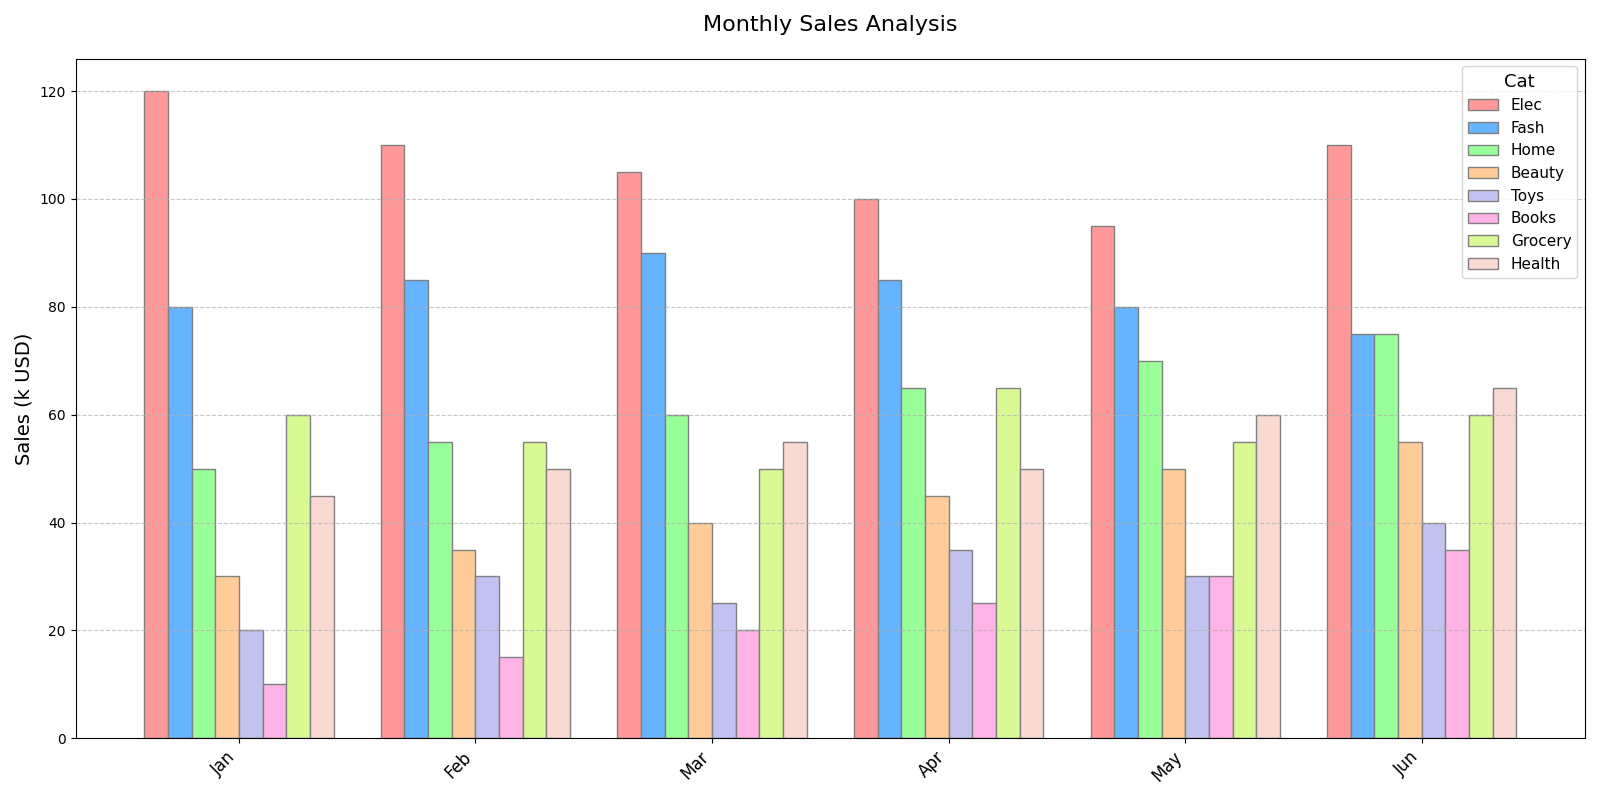 Monthly Sales Analysis
Sales (k USD)
120
100
80
60
40
20
0
Jan
Feb
Mar
Apr
May
Jun
Cat
Elec
Fash
Home
Beauty
Toys
Books
Grocery
Health